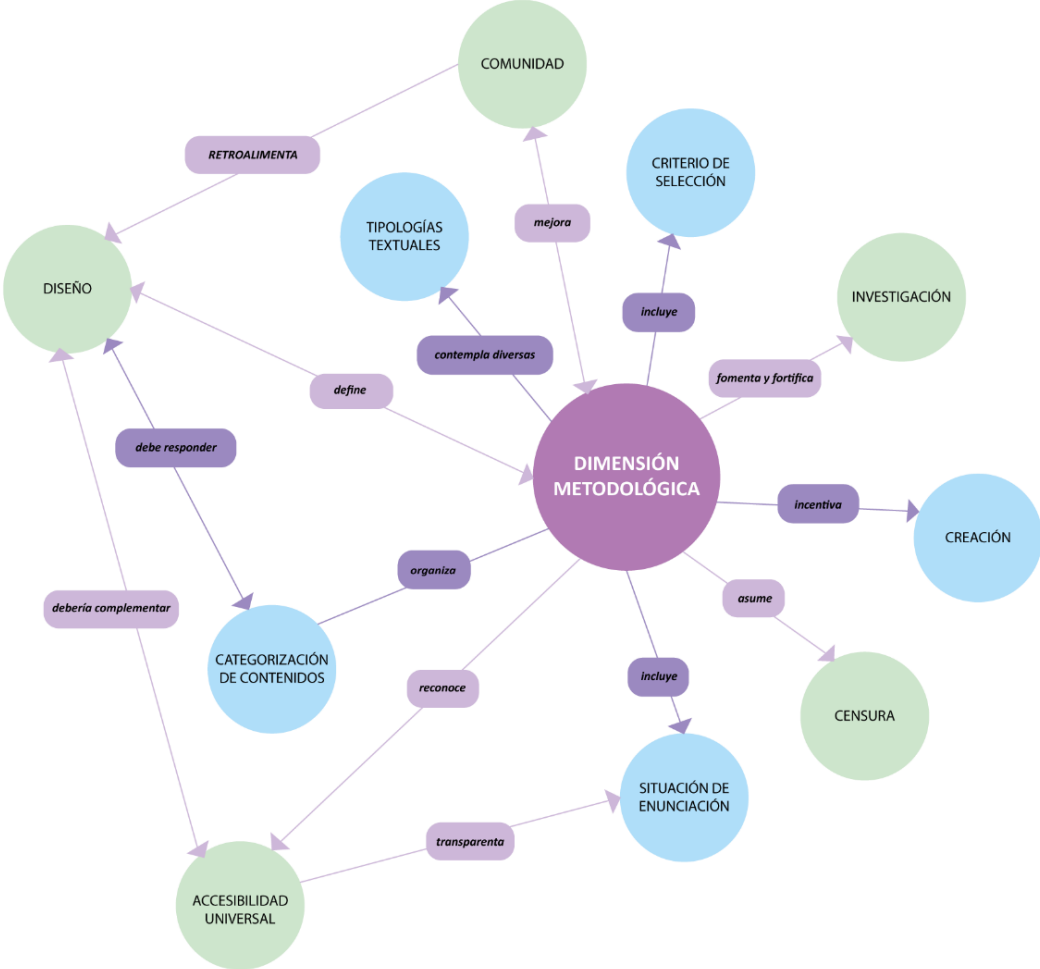 COMUNIDAD
RETROALIMENTA
CRITERIO DE
SELECCIÓN
TIPOLOGÍAS
TEXTUALES
mejora
DISEÑO
INVESTIGACIÓN
incluye
contempla diversas
fomenta y fortifica
define
debe responder
DIMENSIÓN
METODOLÓGICA
incentiva
CREACIÓN
organiza
asume
debería complementar
CATEGORIZACIÓN
DE CONTENIDOS
reconoce
incluye
CENSURA
SITUACIÓN DE
ENUNCIACIÓN
transparenta
ACCESIBILIDAD
UNIVERSAL